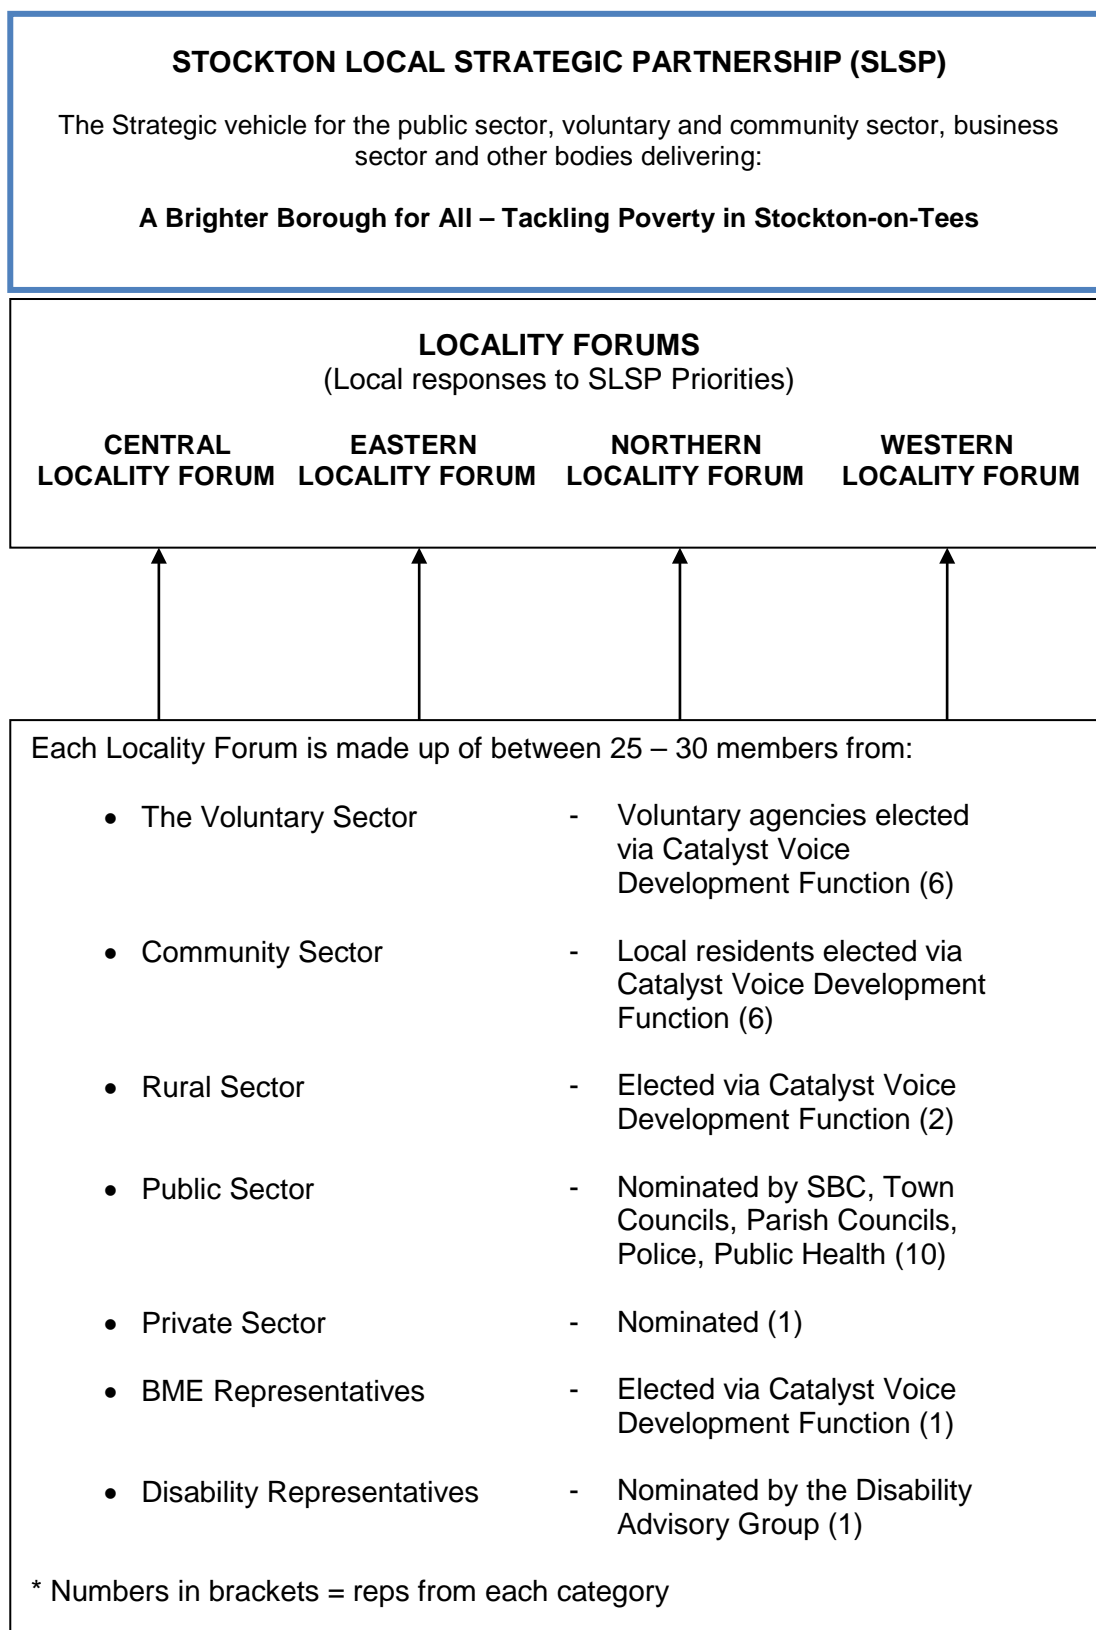 STOCKTON LOCAL STRATEGIC PARTNERSHIP (SLSP)
The Strategic vehicle for the public sector, voluntary and community sector, business
sector and other bodies delivering:
A Brighter Borough for All – Tackling Poverty in Stockton-on-Tees
LOCALITY FORUMS
(Local responses to SLSP Priorities)
CENTRAL EASTERN NORTHERN WESTERN
LOCALITY FORUM LOCALITY FORUM LOCALITY FORUM LOCALITY FORUM
Each Locality Forum is made up of between 25 – 30 members from:
• The Voluntary Sector - Voluntary agencies elected
via Catalyst Voice
Development Function (6)
• Community Sector - Local residents elected via
Catalyst Voice Development
Function (6)
• Rural Sector - Elected via Catalyst Voice
Development Function (2)
• Public Sector - Nominated by SBC, Town
Councils, Parish Councils,
Police, Public Health (10)
• Private Sector - Nominated (1)
• BME Representatives - Elected via Catalyst Voice
Development Function (1)
• Disability Representatives - Nominated by the Disability
Advisory Group (1)
* Numbers in brackets = reps from each category